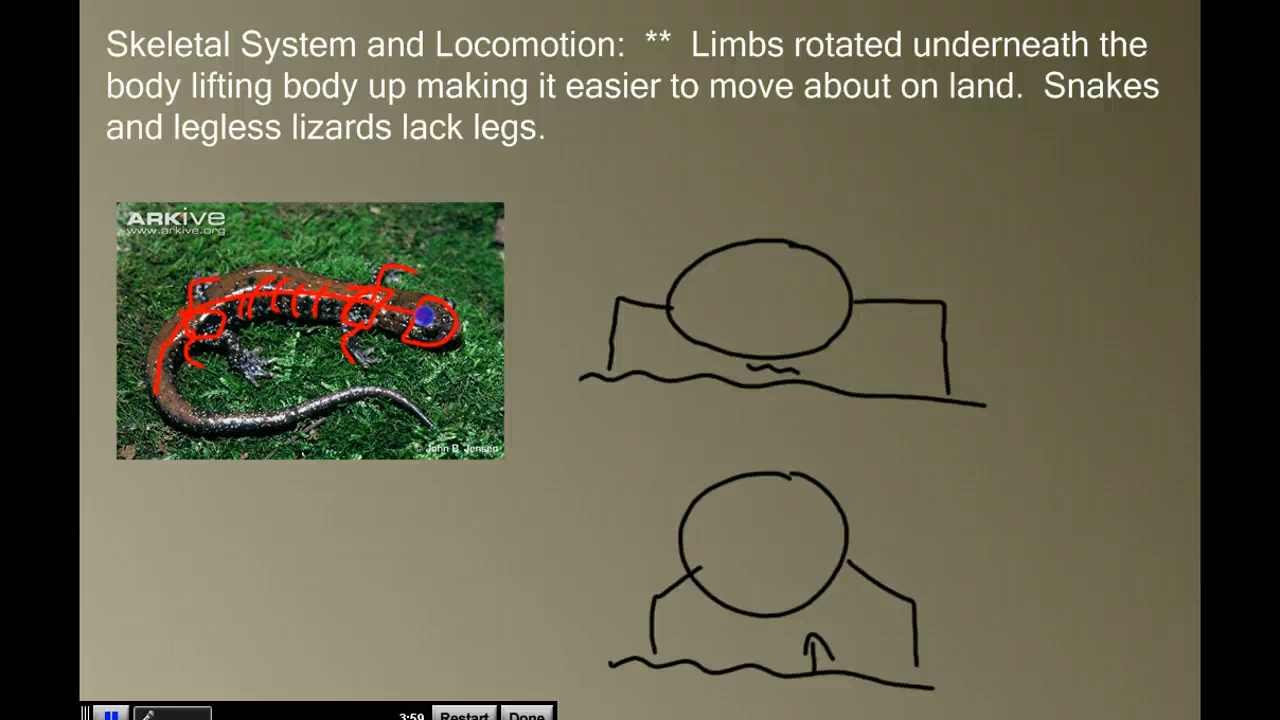 Skeletal System and Locomotion:  **  Limbs rotated underneath the
body lifting body up making it easier to move about on land.  Snakes
and legless lizards lack legs.
ARKive
www.arkive.org
© John B. Jensen
3:59 Restart Done